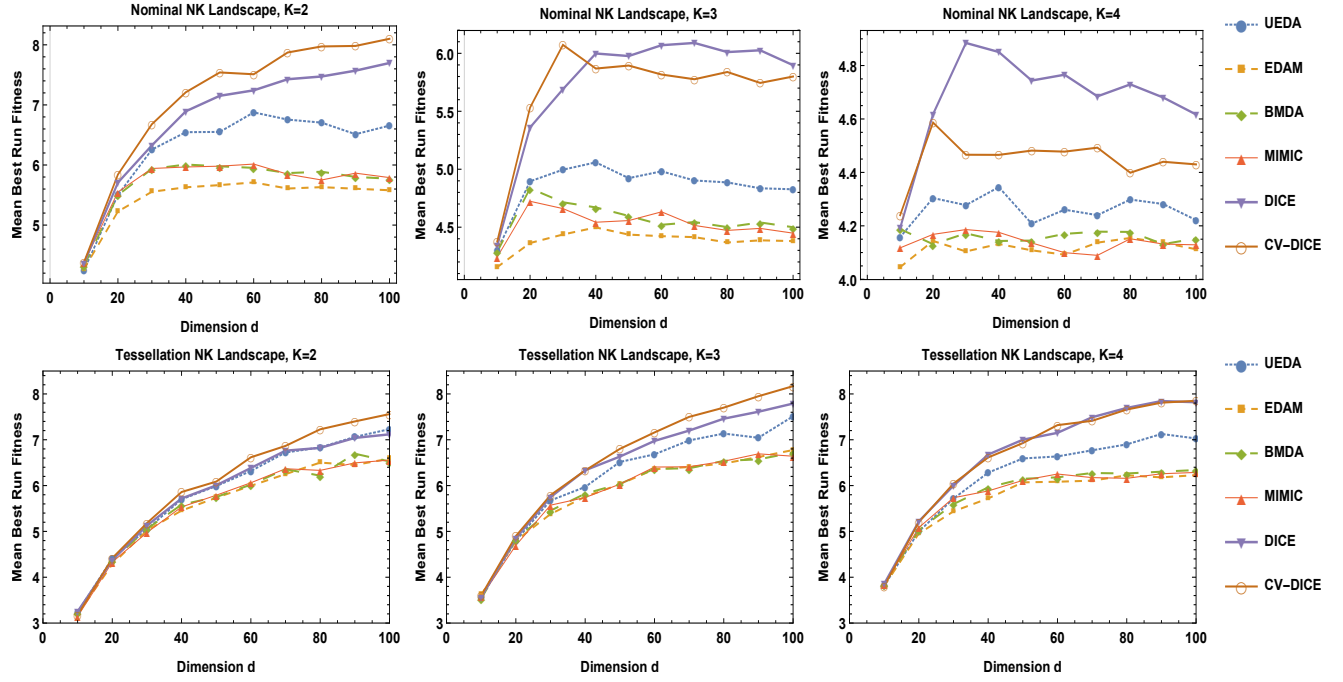 Nominal NK Landscape, K=2
Mean Best Run Fitness
8
7
6
5
0 20 40 60 80 100
Dimension d
Nominal NK Landscape, K=3
Mean Best Run Fitness
6.0
5.5
5.0
4.5
0 20 40 60 80 100
Dimension d
Nominal NK Landscape, K=4
Mean Best Run Fitness
4.8
4.6
4.4
4.2
4.0
0 20 40 60 80 100
Dimension d
UEDA
EDAM
BMDA
MIMIC
DICE
CV–DICE
Tessellation NK Landscape, K=2
Mean Best Run Fitness
8
7
6
5
4
3
0 20 40 60 80 100
Dimension d
Tessellation NK Landscape, K=3
Mean Best Run Fitness
8
7
6
5
4
3
0 20 40 60 80 100
Dimension d
Tessellation NK Landscape, K=4
Mean Best Run Fitness
8
7
6
5
4
3
0 20 40 60 80 100
Dimension d
UEDA
EDAM
BMDA
MIMIC
DICE
CV–DICE